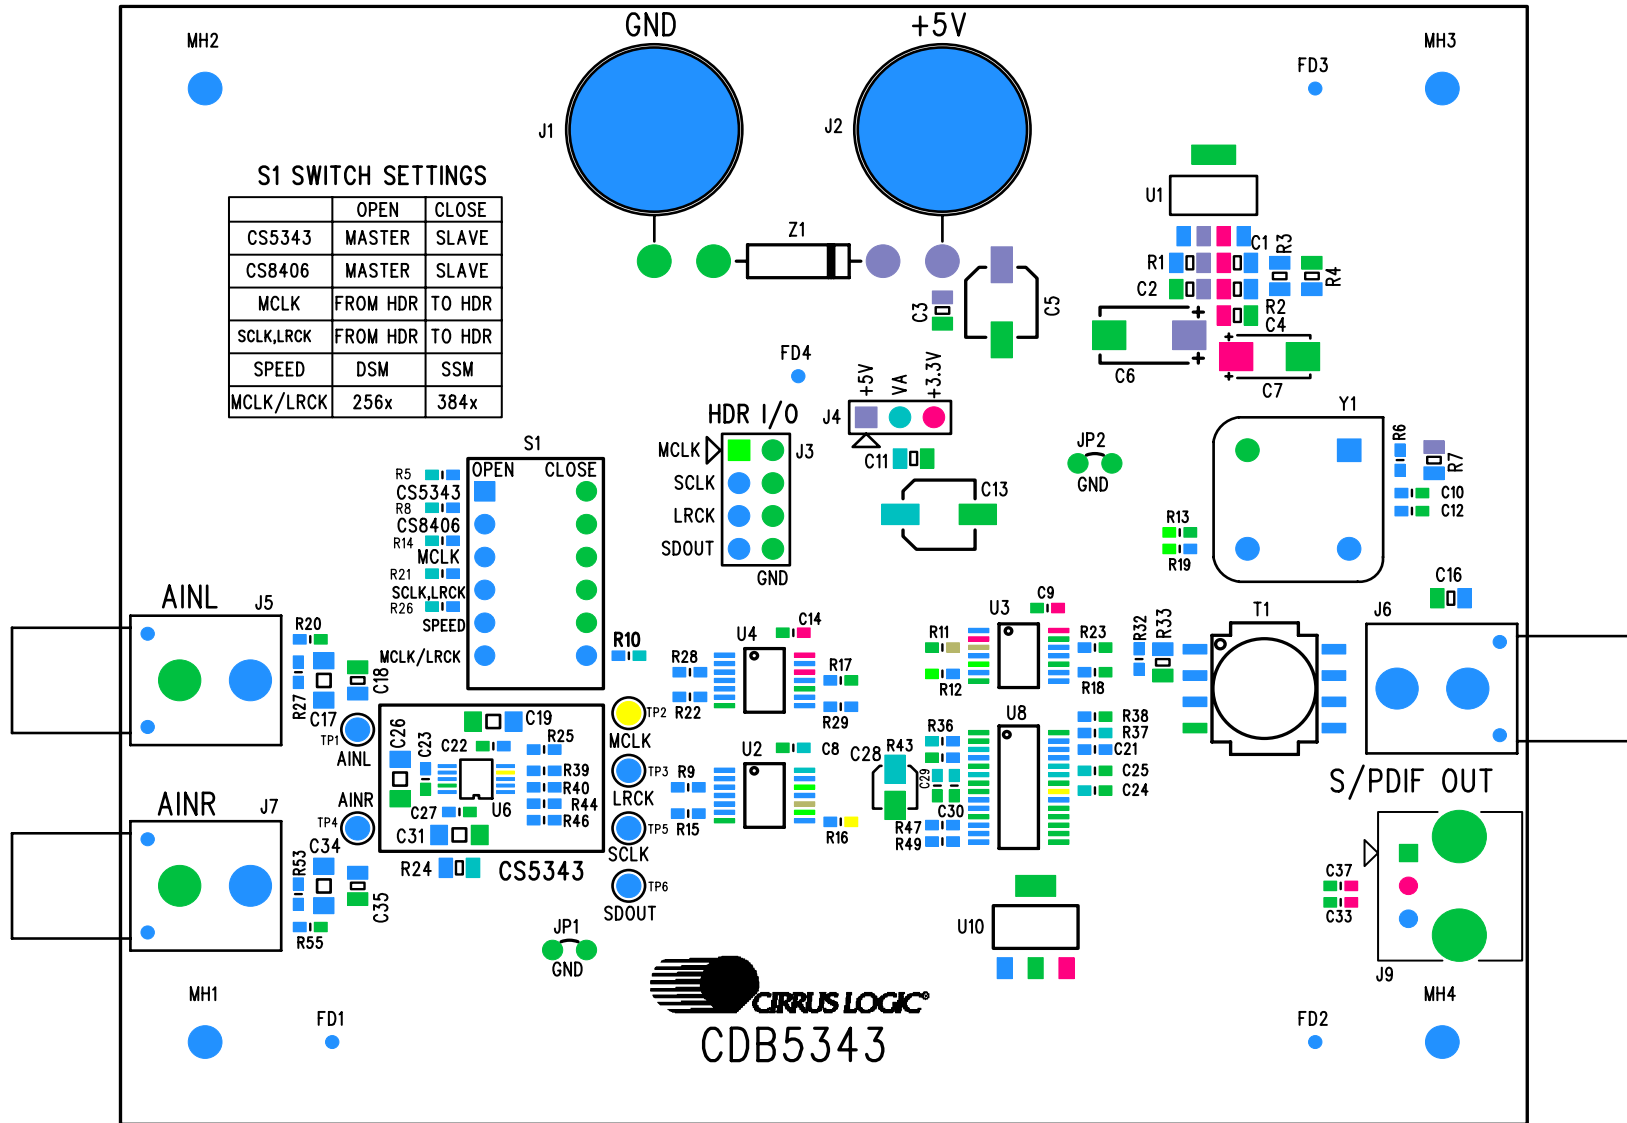 GND
+5V
MH2
MH3
FD3
J1
J2
S1 SWITCH SETTINGS
OPEN CLOSE
CS5343 MASTER SLAVE
CS8406 MASTER SLAVE
MCLK FROM HDR TO HDR
SCLK,LRCK FROM HDR TO HDR
SPEED DSM SSM
MCLK/LRCK 256x 384x
U1
Z1
C1
R3
R1
R4
C2
R2
C4
C3
C5
C6
C7
FD4
+5V
VA
+3.3V
J4
HDR I/O
J3
MCLK
SCLK
LRCK
SDOUT
GND
C11
C13
JP2
GND
Y1
R6
R7
C10
C12
R13
R19
C16
S1
OPEN CLOSE
R5
CS5343
R8
CS8406
R14
MCLK
R21
SCLK,LRCK
R26
SPEED
MCLK/LRCK
AINL
J5
R20
R27
C17
C18
TP1
AINL
R10
R28
R22
U4
C14
R17
R29
R11
R12
U3
C9
R23
R18
R32
R33
T1
J6
S/PDIF OUT
TP2
MCLK
TP3
LRCK
TP5
SCLK
TP6
SDOUT
C26
C23
C19
C22
R25
R39
R40
R44
R46
U6
C27
C31
R24
CS5343
AINR
J7
AINR
TP4
R53
C34
C35
R55
R9
R15
U2
C8
R16
C28
R43
C29
R36
C30
R47
R49
U8
R38
R37
C21
C25
C24
U10
C37
C33
J9
JP1
GND
CIRRUS LOGIC®
CDB5343
MH1
FD1
FD2
MH4